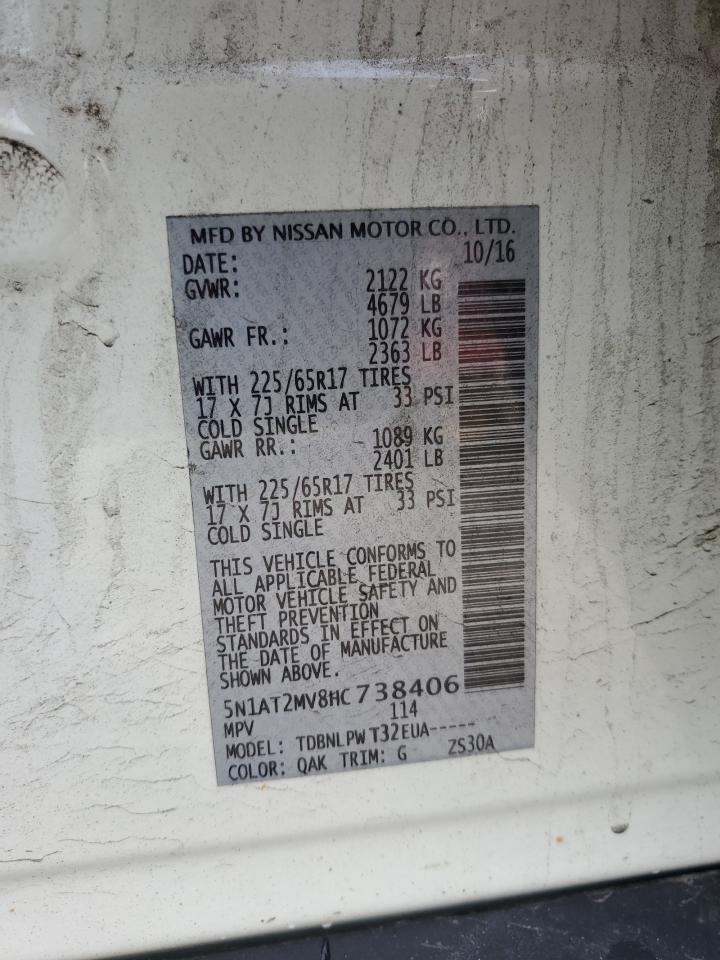 MFD BY NISSAN MOTOR CO., LTD.
DATE: 10/16
GVWR: 2122 KG
4679 LB
GAWR FR.: 1072 KG
2363 LB
WITH 225/65R17 TIRES
17 X 7J RIMS AT 33 PSI
COLD SINGLE
GAWR RR.: 1089 KG
2401 LB
WITH 225/65R17 TIRES
17 X 7J RIMS AT 33 PSI
COLD SINGLE
THIS VEHICLE CONFORMS TO
ALL APPLICABLE FEDERAL
MOTOR VEHICLE SAFETY AND
THEFT PREVENTION
STANDARDS IN EFFECT ON
THE DATE OF MANUFACTURE
SHOWN ABOVE.
5N1AT2MV8HC738406
MPV 114
MODEL: TDBNLPWT32EUA-----
COLOR: QAK TRIM: G ZS30A